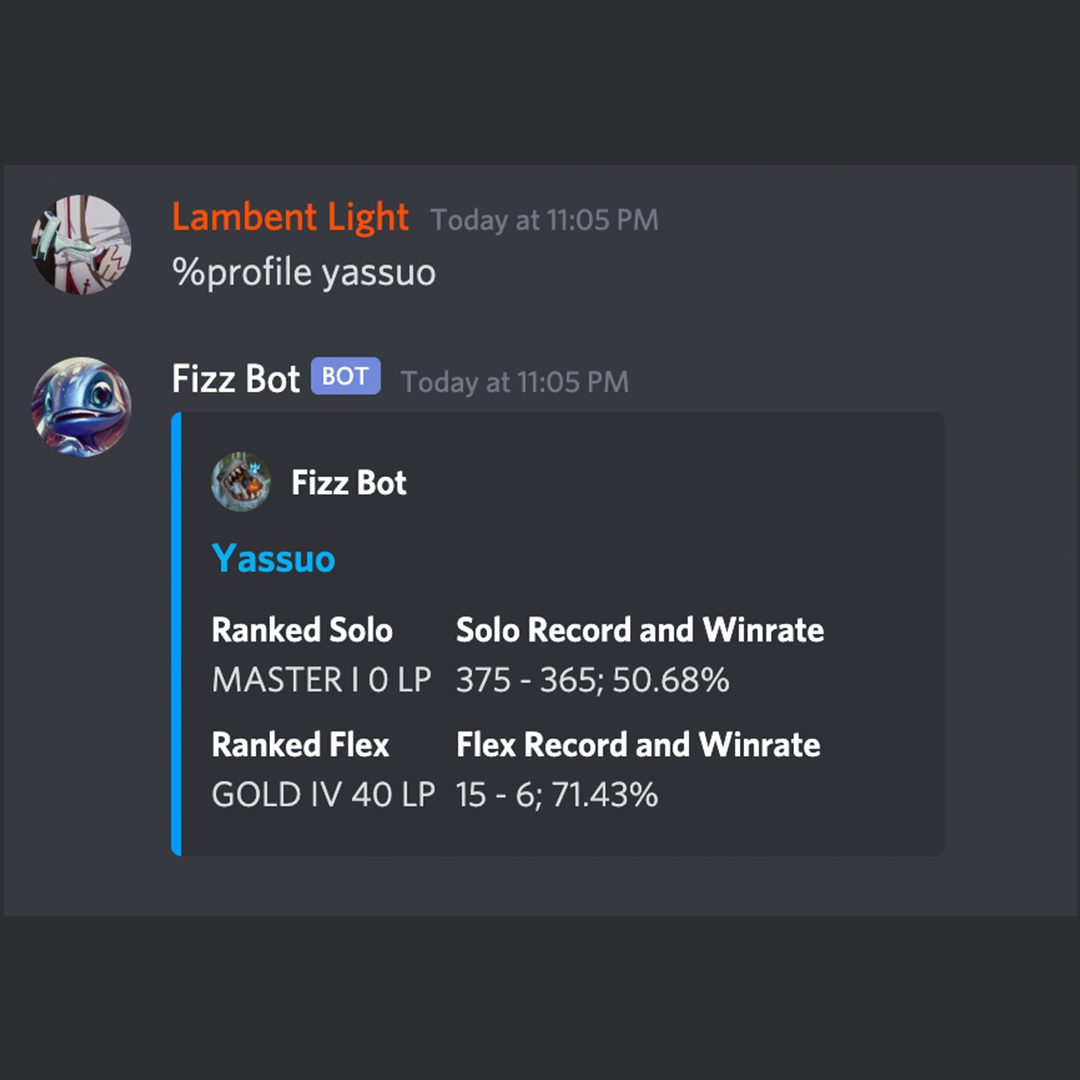 Lambent Light Today at 11:05 PM
%profile yassuo
Fizz Bot BOT Today at 11:05 PM
Fizz Bot
Yassuo
Ranked Solo Solo Record and Winrate
MASTER I 0 LP 375 - 365; 50.68%
Ranked Flex Flex Record and Winrate
GOLD IV 40 LP 15 - 6; 71.43%